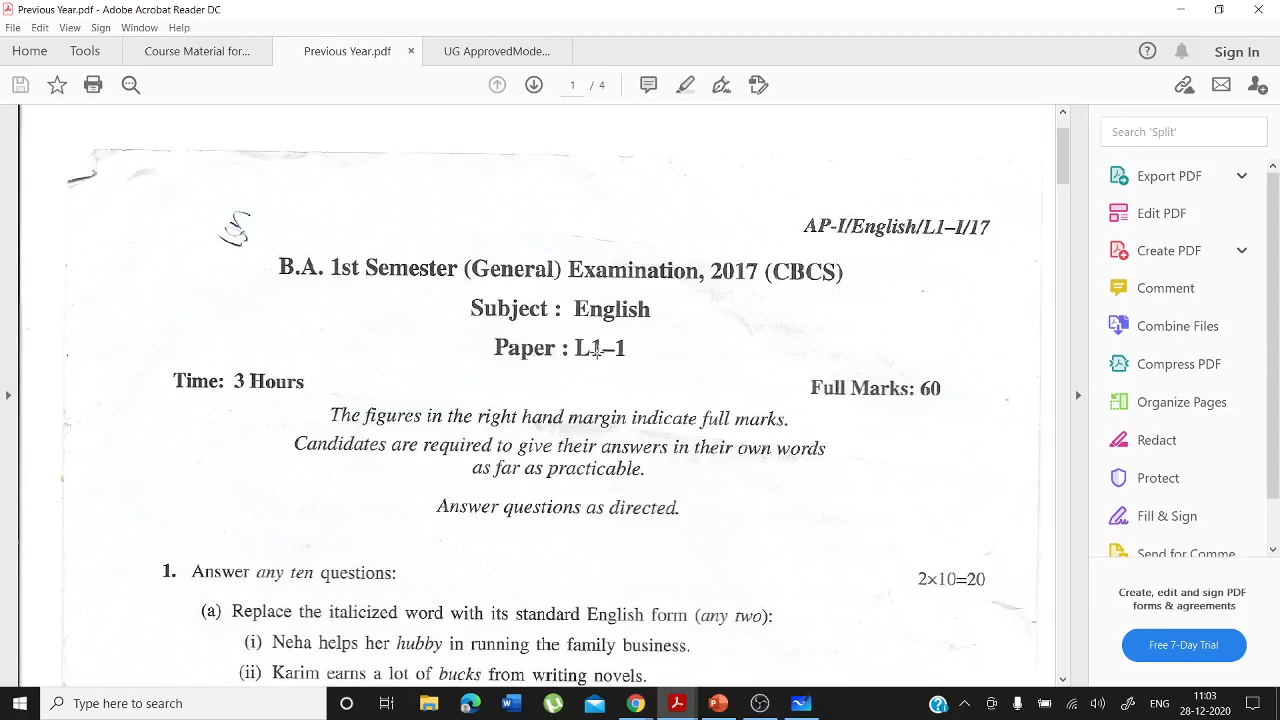 Previous Year.pdf - Adobe Acrobat Reader DC
File Edit View Sign Window Help
Home Tools Course Material for... Previous Year.pdf × UG ApprovedMode... Sign In
1 / 4
Search 'Split'
Export PDF
Edit PDF
Create PDF
Comment
Combine Files
Compress PDF
Organize Pages
Redact
Protect
Fill & Sign
Send for Comme
Create, edit and sign PDF
forms & agreements
Free 7-Day Trial
AP-I/English/L1–I/17
B.A. 1st Semester (General) Examination, 2017 (CBCS)
Subject : English
Paper : L1–1
Time: 3 Hours Full Marks: 60
The figures in the right hand margin indicate full marks.
Candidates are required to give their answers in their own words
as far as practicable.
Answer questions as directed.
1. Answer any ten questions: 2×10=20
(a) Replace the italicized word with its standard English form (any two):
(i) Neha helps her hubby in running the family business.
(ii) Karim earns a lot of bucks from writing novels.
Type here to search
ENG
11:03
28-12-2020